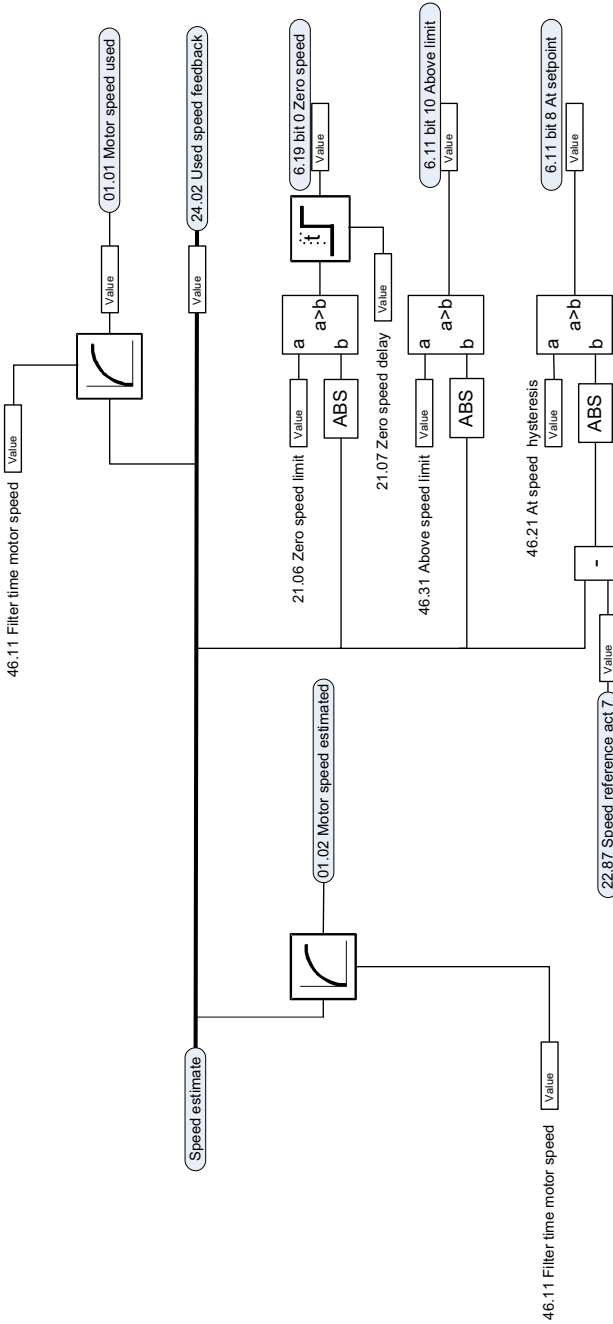 46.11 Filter time motor speed
Value
Value
01.01 Motor speed used
Speed estimate
Value
24.02 Used speed feedback
01.02 Motor speed estimated
46.11 Filter time motor speed
Value
21.06 Zero speed limit
Value
a
a>b
b
ABS
t
Value
6.19 bit 0 Zero speed
21.07 Zero speed delay
Value
46.31 Above speed limit
Value
a
a>b
b
ABS
Value
6.11 bit 10 Above limit
46.21 At speed hysteresis
Value
a
a>b
b
ABS
-
Value
6.11 bit 8 At setpoint
22.87 Speed reference act 7
Value